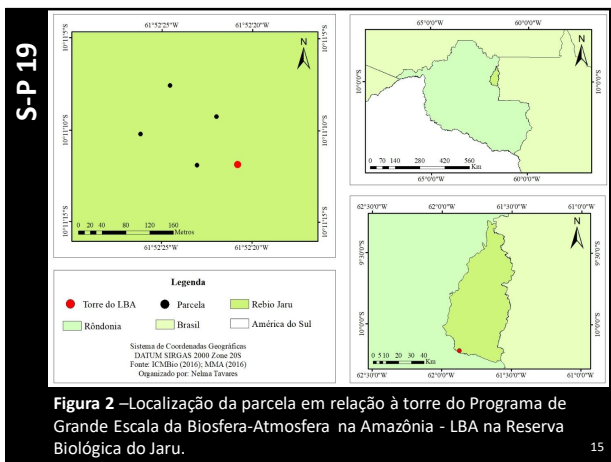 S-P 19
61°52'25"W 61°52'20"W
10°11'5"S 10°11'5"S
N
10°11'10"S 10°11'10"S
10°11'15"S 10°11'15"S
0 20 40 80 120 160
Metros
61°52'25"W 61°52'20"W
65°0'0"W 60°0'0"W
N
10°0'0"S 10°0'0"S
0 70 140 280 420 560
Km
65°0'0"W 60°0'0"W
62°30'0"W 62°0'0"W 61°30'0"W 61°0'0"W
N
9°30'0"S 9°30'0"S
10°0'0"S 10°0'0"S
0 5 10 20 30 40
Km
62°30'0"W 62°0'0"W 61°30'0"W 61°0'0"W
Legenda
Torre do LBA Parcela Rebio Jaru
Rôndonia Brasil América do Sul
Sistema de Coordenadas Geográficas
DATUM SIRGAS 2000 Zone 20S
Fonte: ICMBio (2016); MMA (2016)
Organizado por: Nelma Tavares
Figura 2 –Localização da parcela em relação à torre do Programa de
Grande Escala da Biosfera-Atmosfera na Amazônia - LBA na Reserva
Biológica do Jaru.
15